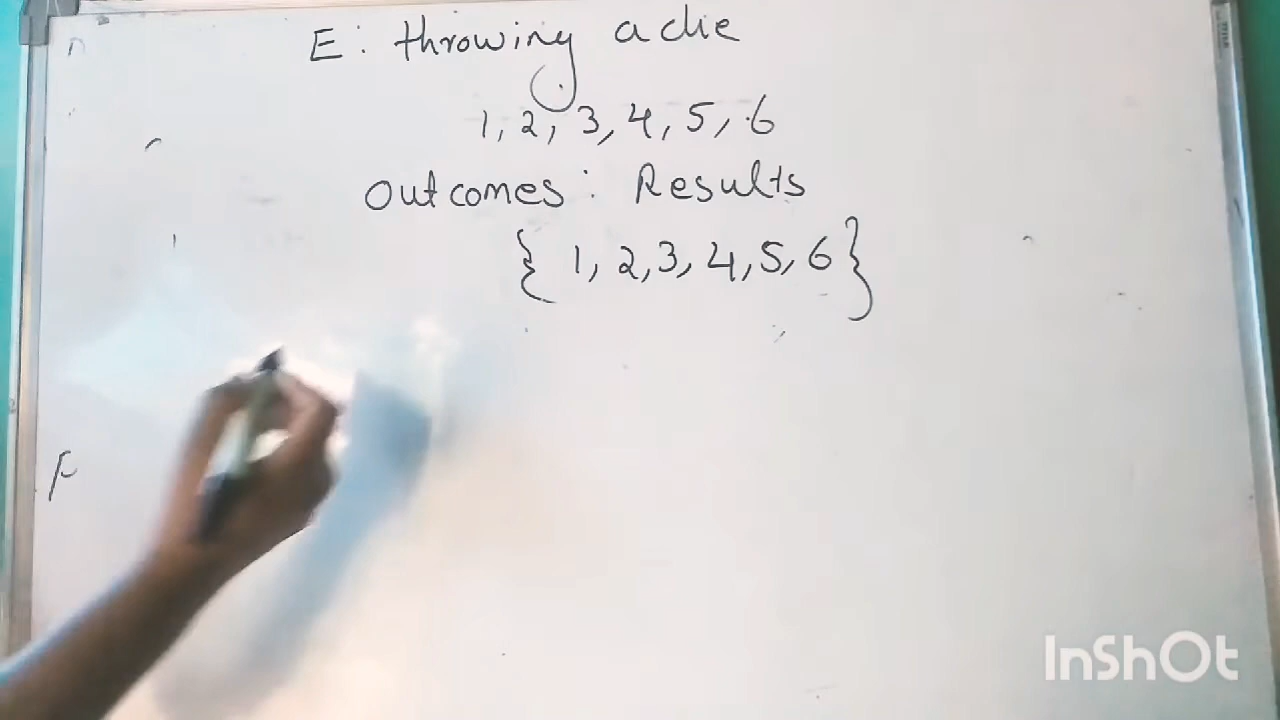 E: throwing a die
1, 2, 3, 4, 5, 6
Outcomes: Results
{ 1, 2, 3, 4, 5, 6 }
InShOt